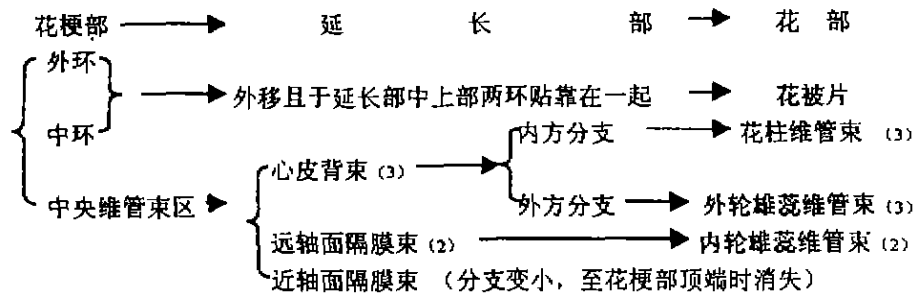 花梗部 延长部 花部
外环
外移且于延长部中上部两环贴靠在一起 花被片
中环
内方分支 花柱维管束 (3)
心皮背束 (3)
中央维管束区
外方分支 外轮雄蕊维管束 (3)
远轴面隔膜束 (2) 内轮雄蕊维管束 (2)
近轴面隔膜束 (分支变小，至花梗部顶端时消失)